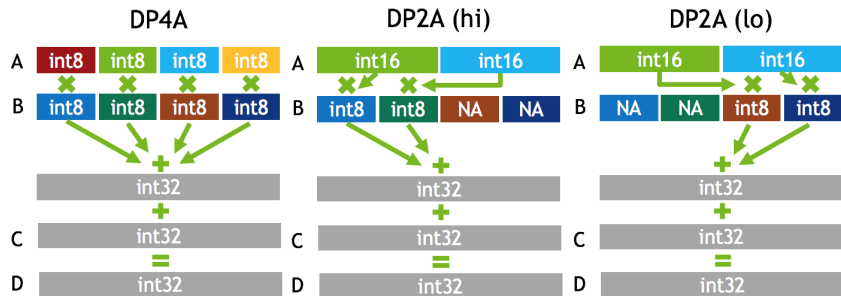 DP4A
DP2A (hi)
DP2A (lo)
A int8 int8 int8 int8
A int16 int16
A int16 int16
B int8 int8 int8 int8
B int8 int8 NA NA
B NA NA int8 int8
+
+
+
int32
int32
int32
+
+
+
C int32
C int32
C int32
=
=
=
D int32
D int32
D int32